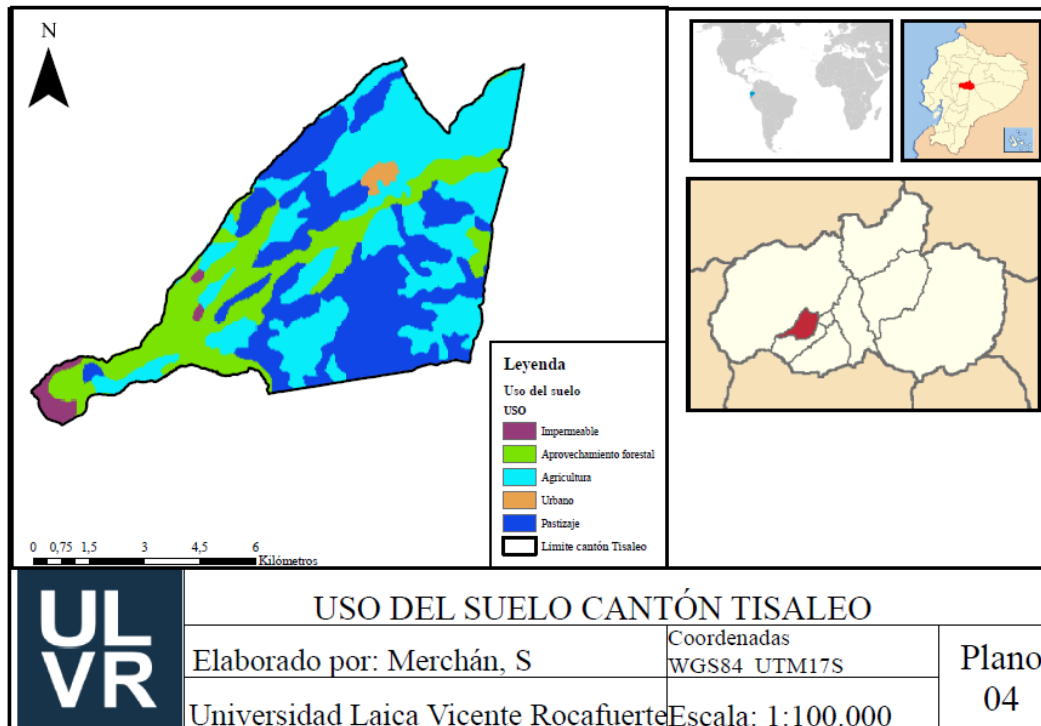 N
Leyenda
Uso del suelo
USO
Impermeable
Aprovechamiento forestal
Agricultura
Urbano
Pastizaje
Limite cantón Tisaleo
0 0,75 1,5 3 4,5 6
Kilómetros
UL
VR
USO DEL SUELO CANTÓN TISALEO
Elaborado por: Merchán, S
Coordenadas
WGS84 UTM17S
Plano
04
Universidad Laica Vicente Rocafuerte
Escala: 1:100.000